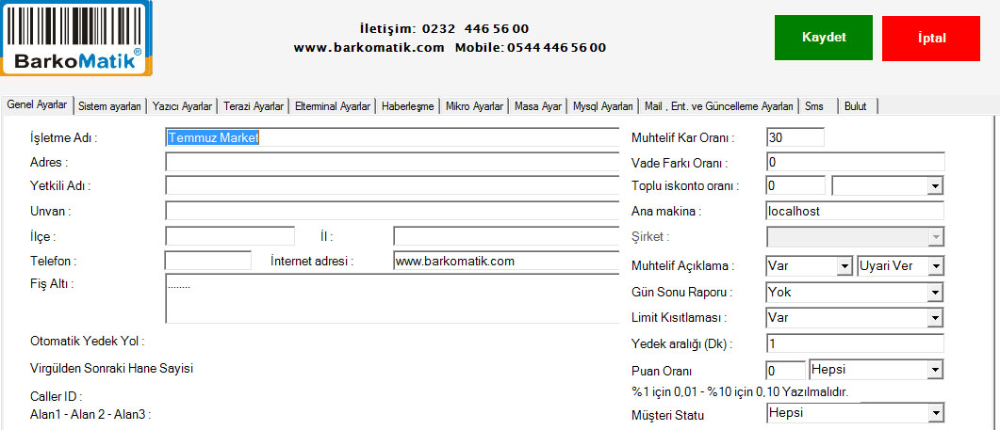 BarkoMatik®
İletişim: 0232 446 56 00
www.barkomatik.com Mobile: 0544 446 56 00
Kaydet
İptal
Genel Ayarlar Sistem ayarları Yazıcı Ayarlar Terazi Ayarlar Elterminal Ayarlar Haberleşme Mikro Ayarlar Masa Ayar Mysql Ayarları Mail , Ent. ve Güncelleme Ayarları Sms Bulut
İşletme Adı : Temmuz Market
Adres :
Yetkili Adı :
Unvan :
İlçe : İl :
Telefon : İnternet adresi : www.barkomatik.com
Fiş Altı : ........
Otomatik Yedek Yol :
Virgülden Sonraki Hane Sayisi
Caller ID :
Alan1 - Alan 2 - Alan3 :
Muhtelif Kar Oranı : 30
Vade Farkı Oranı : 0
Toplu iskonto oranı : 0
Ana makina : localhost
Şirket :
Muhtelif Açıklama : Var Uyari Ver
Gün Sonu Raporu : Yok
Limit Kısıtlaması : Var
Yedek aralığı (Dk) : 1
Puan Oranı 0 Hepsi
%1 için 0,01 - %10 için 0,10 Yazılmalıdır.
Müşteri Statu Hepsi